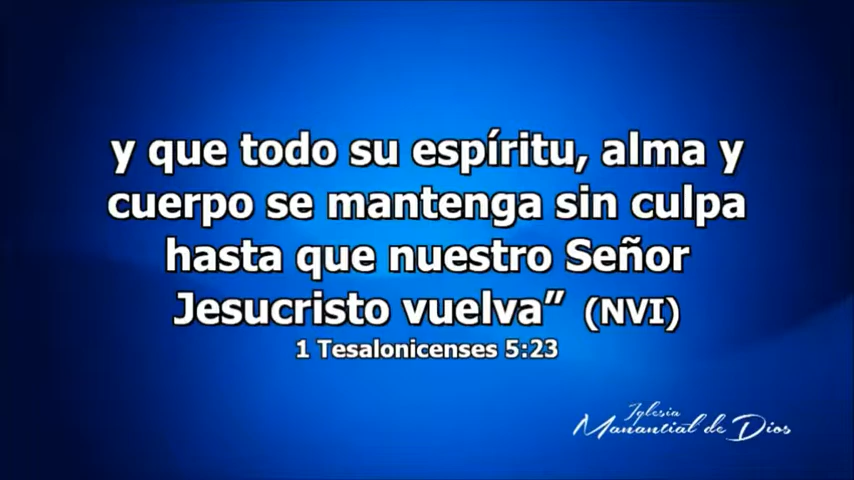 y que todo su espíritu, alma y
cuerpo se mantenga sin culpa
hasta que nuestro Señor
Jesucristo vuelva” (NVI)
1 Tesalonicenses 5:23
Iglesia
Manantial de Dios